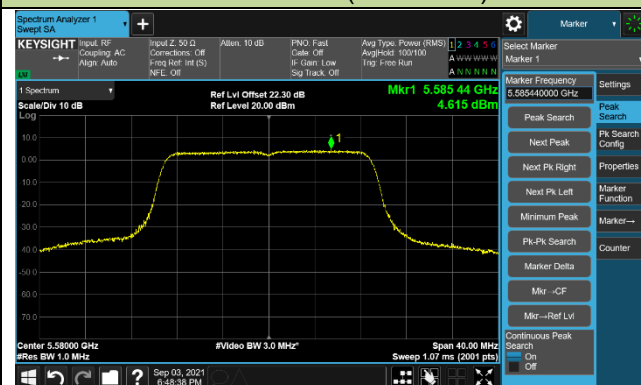 Spectrum Analyzer 1
Swept SA
+
Marker
KEYSIGHT
Input: RF
Coupling: AC
Align: Auto
Input Z: 50 Ω
Corrections: Off
Freq Ref: Int (S)
NFE: Off
Atten: 10 dB
PNO: Fast
Gate: Off
IF Gain: Low
Sig Track: Off
Avg Type: Power (RMS)
Avg|Hold: 100/100
Trig: Free Run
1 2 3 4 5 6
A W W W W W
A N N N N N
Select Marker
Marker 1
1 Spectrum
Scale/Div 10 dB
Log
Ref Lvl Offset 22.30 dB
Ref Level 20.00 dBm
Mkr1 5.585 44 GHz
4.615 dBm
Marker Frequency
5.585440000 GHz
Settings
Peak Search
Peak
Search
Next Peak
Pk Search
Config
Next Pk Right
Properties
Next Pk Left
Marker
Function
Minimum Peak
Marker→
Pk-Pk Search
Counter
Marker Delta
Mkr→CF
Mkr→Ref Lvl
Continuous Peak
Search
On
Off
10.0
0.00
-10.0
-20.0
-30.0
-40.0
-50.0
-60.0
-70.0
1
Center 5.58000 GHz
#Res BW 1.0 MHz
#Video BW 3.0 MHz*
Span 40.00 MHz
Sweep 1.07 ms (2001 pts)
?
Sep 03, 2021
6:48:38 PM